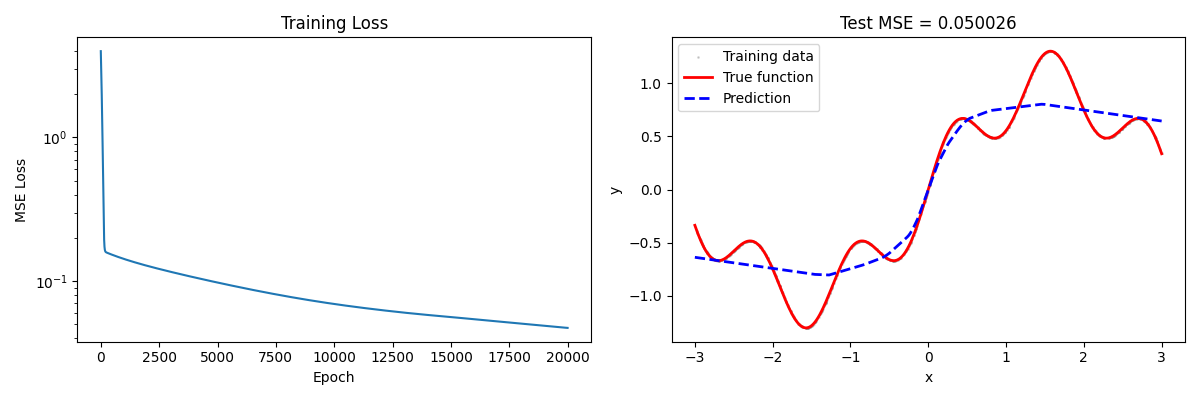 Training Loss
MSE Loss
10⁰
10⁻¹
0 2500 5000 7500 10000 12500 15000 17500 20000
Epoch
Test MSE = 0.050026
Training data
True function
Prediction
y
1.0
0.5
0.0
−0.5
−1.0
−3 −2 −1 0 1 2 3
x